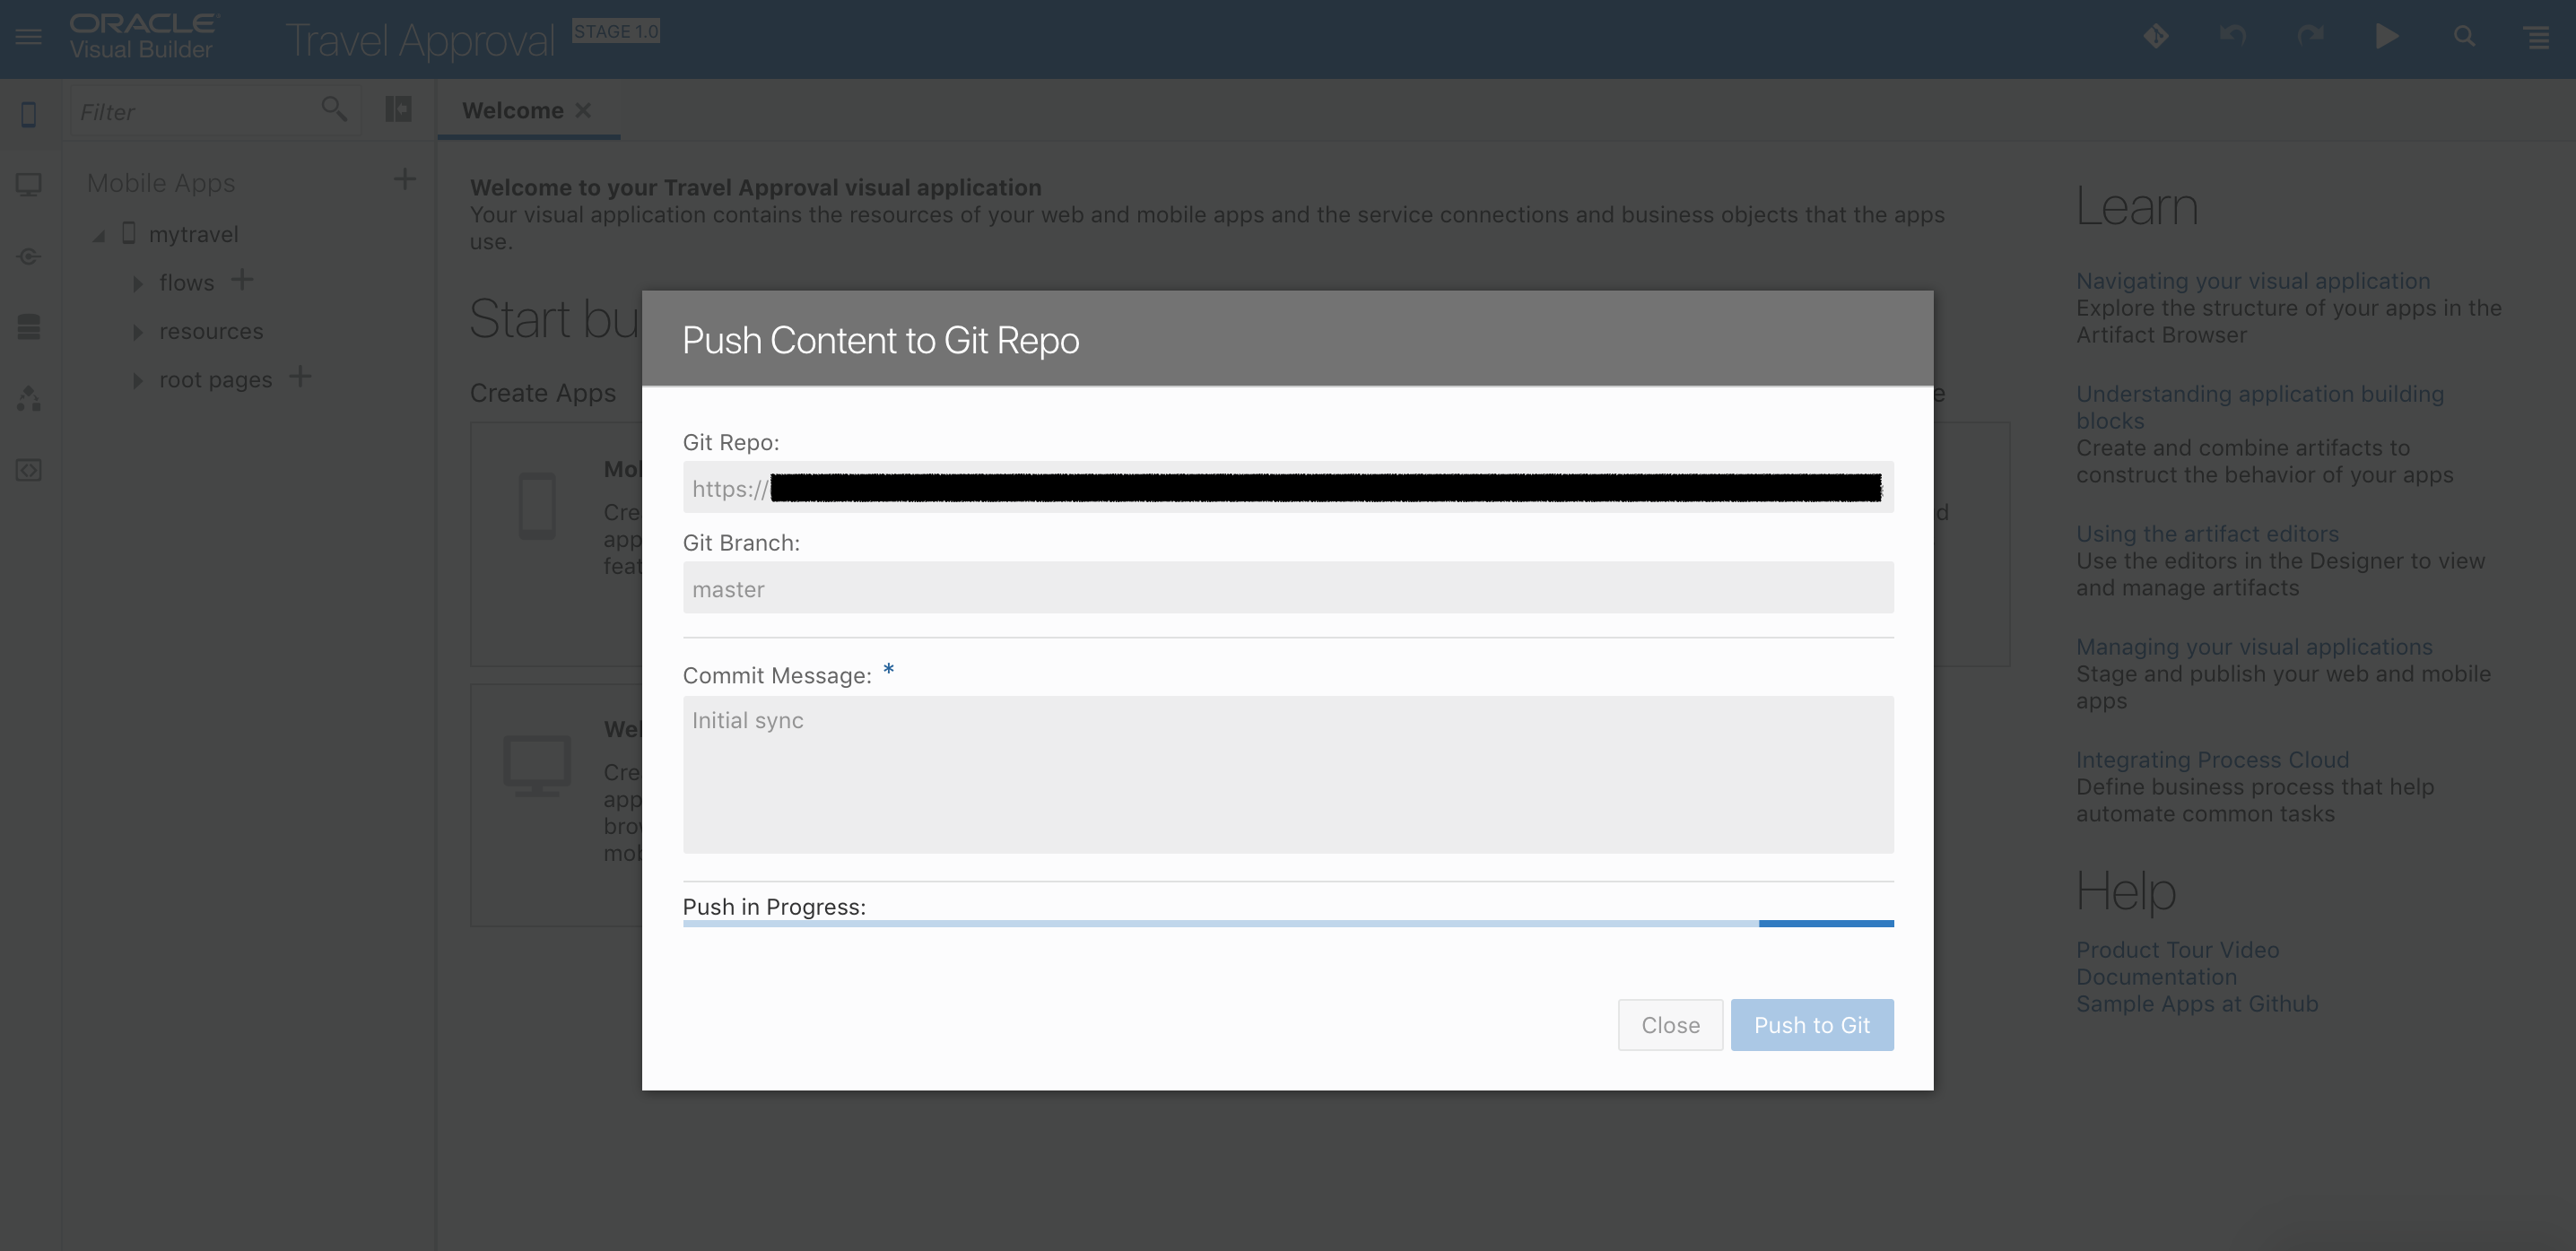 ORACLE
Visual Builder
Travel Approval
STAGE 1.0
Filter
Welcome
Mobile Apps
mytravel
flows
resources
root pages
Welcome to your Travel Approval visual application
Your visual application contains the resources of your web and mobile apps and the service connections and business objects that the apps
use.
Start bu
Create Apps
Cre
app
feat
Cre
app
bro
Push Content to Git Repo
Git Repo:
https://
Git Branch:
master
Commit Message: *
Initial sync
Push in Progress:
Close
Push to Git
Learn
Navigating your visual application
Explore the structure of your apps in the
Artifact Browser
Understanding application building
blocks
Create and combine artifacts to
construct the behavior of your apps
Using the artifact editors
Use the editors in the Designer to view
and manage artifacts
Managing your visual applications
Stage and publish your web and mobile
apps
Integrating Process Cloud
Define business process that help
automate common tasks
Help
Product Tour Video
Documentation
Sample Apps at Github